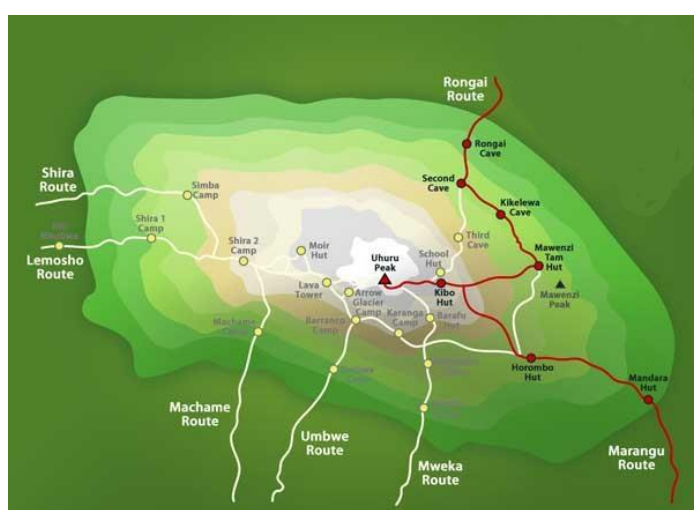 Rongai
Route
Rongai
Cave
Second
Cave
Shira
Route
Simba
Camp
Kikelewa
Cave
Shira 1
Camp
Lemosho
Route
Shira 2
Camp
Moir
Hut
Third
Cave
Uhuru
Peak
School
Hut
Mawenzi
Tam
Hut
Lava
Tower
Arrow
Glacier
Camp
Kibo
Hut
Mawenzi
Peak
Machame
Camp
Barranco
Camp
Karanga
Camp
Barafu
Hut
Horombo
Hut
Mandara
Hut
Machame
Route
Umbwe
Route
Mweka
Route
Marangu
Route